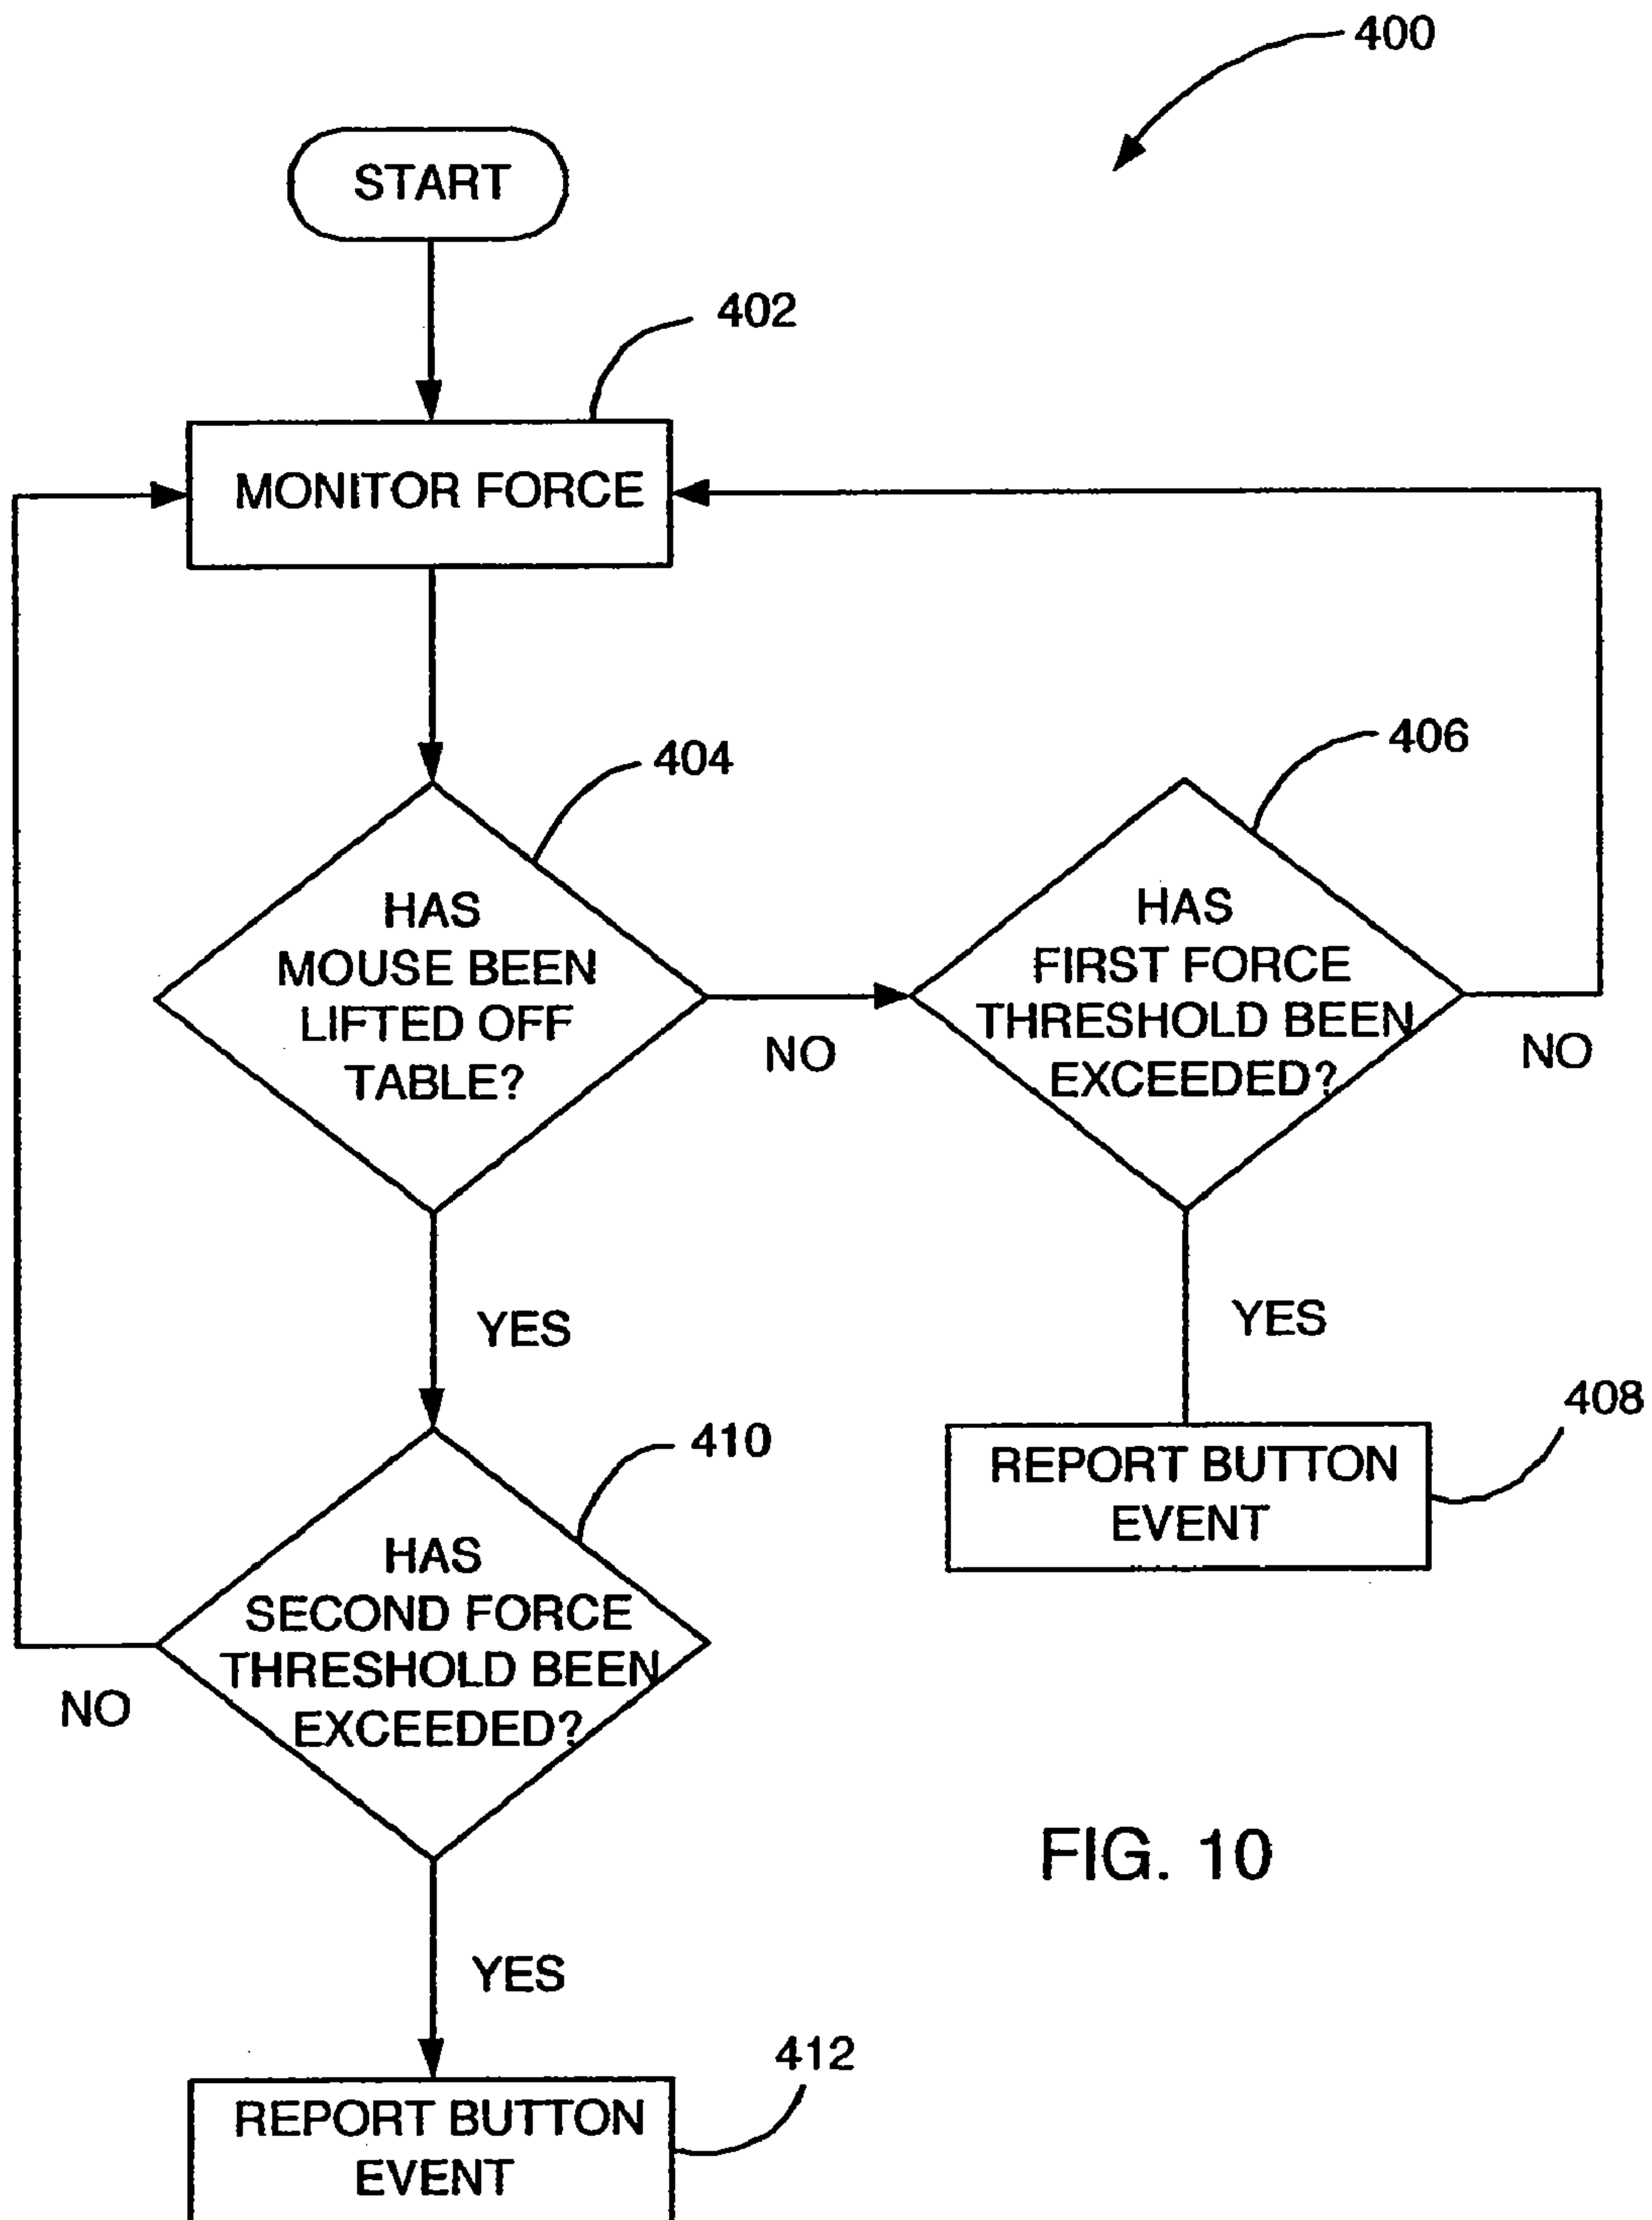 400
START
402
MONITOR FORCE
404
406
HAS
MOUSE BEEN
LIFTED OFF
TABLE?
NO
HAS
FIRST FORCE
THRESHOLD BEEN
EXCEEDED?
NO
YES
YES
408
REPORT BUTTON
EVENT
410
HAS
SECOND FORCE
THRESHOLD BEEN
EXCEEDED?
NO
FIG. 10
YES
412
REPORT BUTTON
EVENT